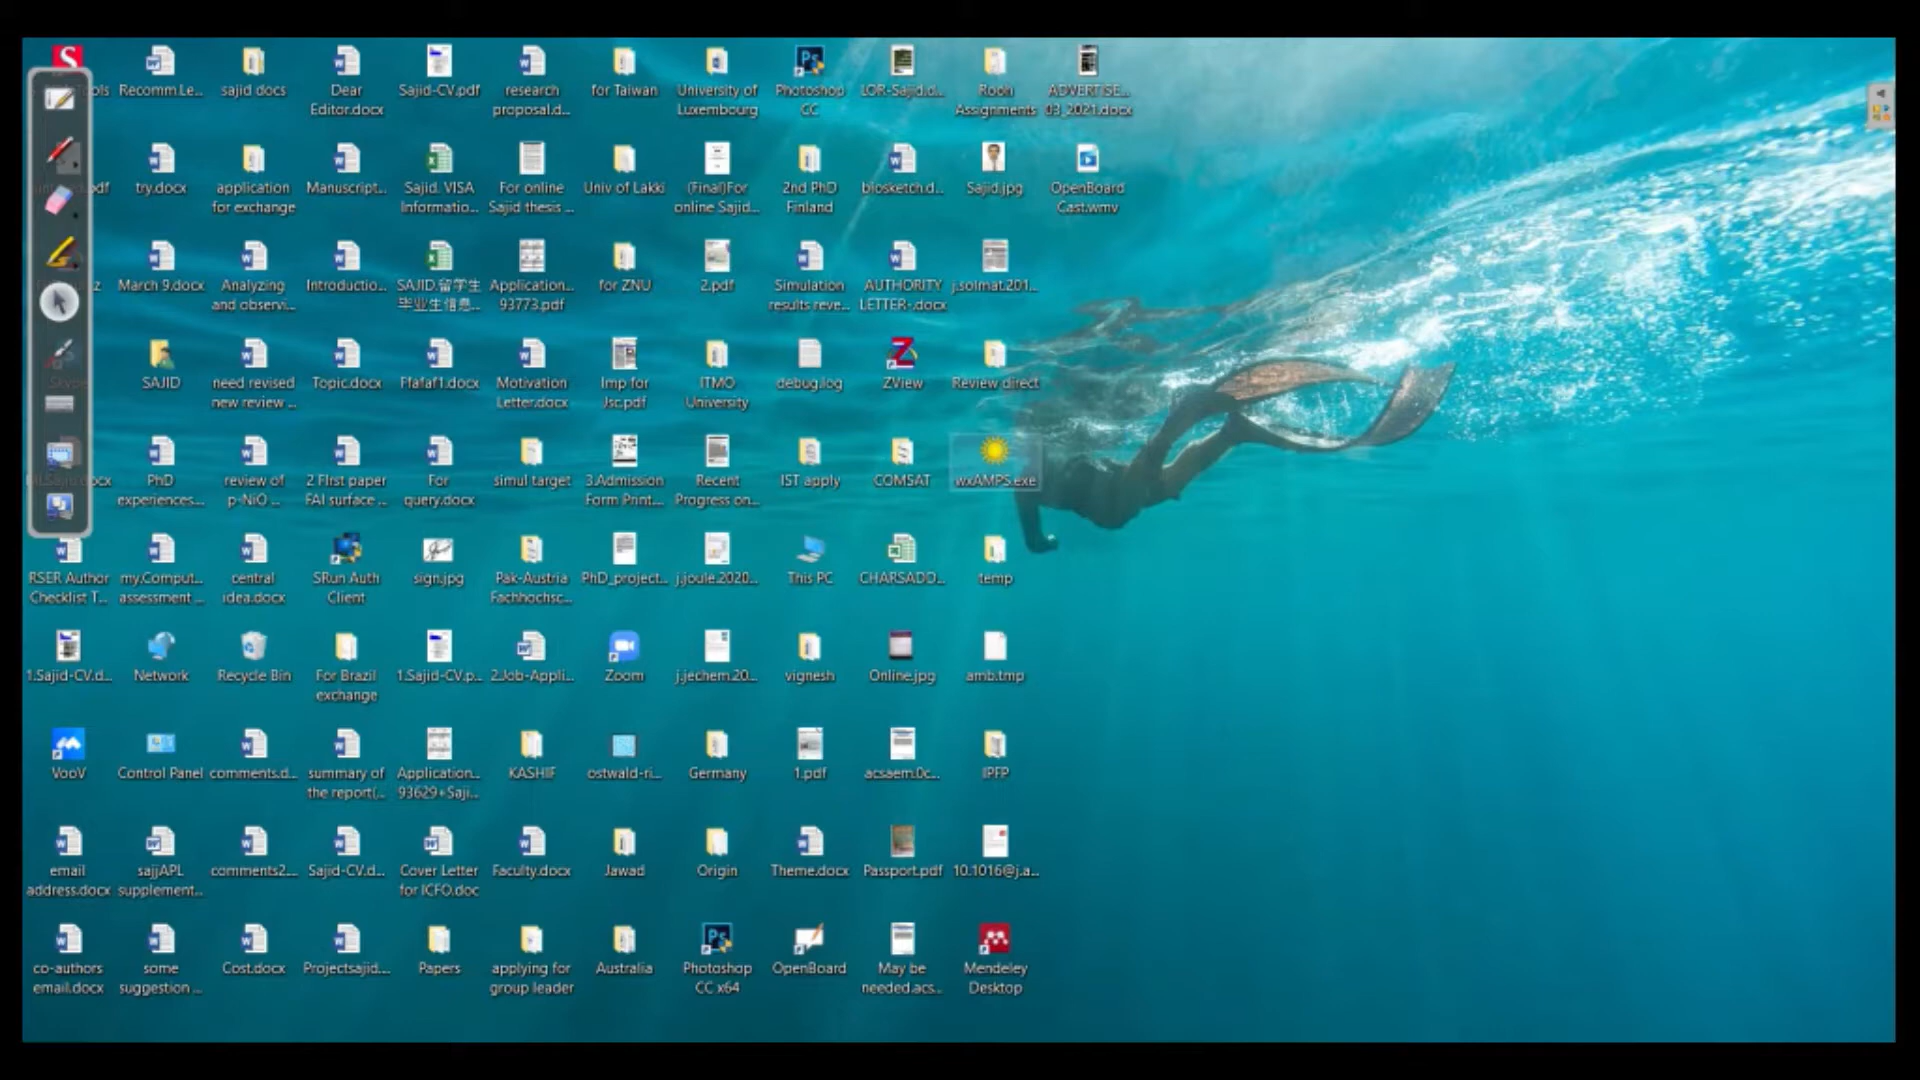 Recomm.Le...
sajid docs
Dear
Editor.docx
Sajid-CV.pdf
research
proposal.d...
for Taiwan
University of
Luxembourg
Photoshop
CC
LOR-Sajid.d...
Rooh
Assignments
ADVERTISE...
03_2021.docx
try.docx
application
for exchange
Manuscript...
Sajid. VISA
Informatio...
For online
Sajid thesis ...
Univ of Lakki
(Final)For
online Sajid...
2nd PhD
Finland
biosketch.d...
Sajid.jpg
OpenBoard
Cast.wmv
March 9.docx
Analyzing
and observi...
Introductio...
SAJID.留学生
毕业生信息...
Application...
93773.pdf
for ZNU
2.pdf
Simulation
results reve...
AUTHORITY
LETTER-.docx
j.solmat.201...
Skype
SAJID
need revised
new review ...
Topic.docx
Ffafaf1.docx
Motivation
Letter.docx
Imp for
Jsc.pdf
ITMO
University
debug.log
ZView
Review direct
PhD
experiences...
review of
p-NiO ...
2 FIrst paper
FAI surface ...
For
query.docx
simul target
3.Admission
Form Print...
Recent
Progress on...
IST apply
COMSAT
wxAMPS.exe
RSER Author
Checklist T...
my.Comput...
assessment ...
central
idea.docx
SRun Auth
Client
sign.jpg
Pak-Austria
Fachhochsc...
PhD_project...
j.joule.2020...
This PC
CHARSADD...
temp
1.Sajid-CV.d...
Network
Recycle Bin
For Brazil
exchange
1.Sajid-CV.p...
2.Job-Appli...
Zoom
j.jechem.20...
vignesh
Online.jpg
amb.tmp
VooV
Control Panel
comments.d...
summary of
the report(...
Application...
93629+Saji...
KASHIF
ostwald-ri...
Germany
1.pdf
acsaem.0c...
IPFP
email
address.docx
sajjAPL
supplement...
comments2...
Sajid-CV.d...
Cover Letter
for ICFO.doc
Faculty.docx
Jawad
Origin
Theme.docx
Passport.pdf
10.1016@j.a...
co-authors
email.docx
some
suggestion ...
Cost.docx
Projectsajid....
Papers
applying for
group leader
Australia
Photoshop
CC x64
OpenBoard
May be
needed.acs...
Mendeley
Desktop